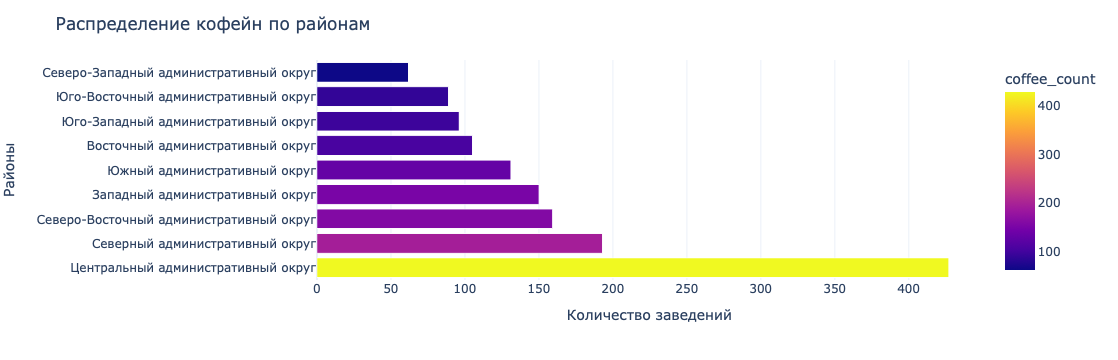 Распределение кофейн по районам
Районы
Северо-Западный административный округ
Юго-Восточный административный округ
Юго-Западный административный округ
Восточный административный округ
Южный административный округ
Западный административный округ
Северо-Восточный административный округ
Северный административный округ
Центральный административный округ
0 50 100 150 200 250 300 350 400
Количество заведений
coffee_count
400
300
200
100